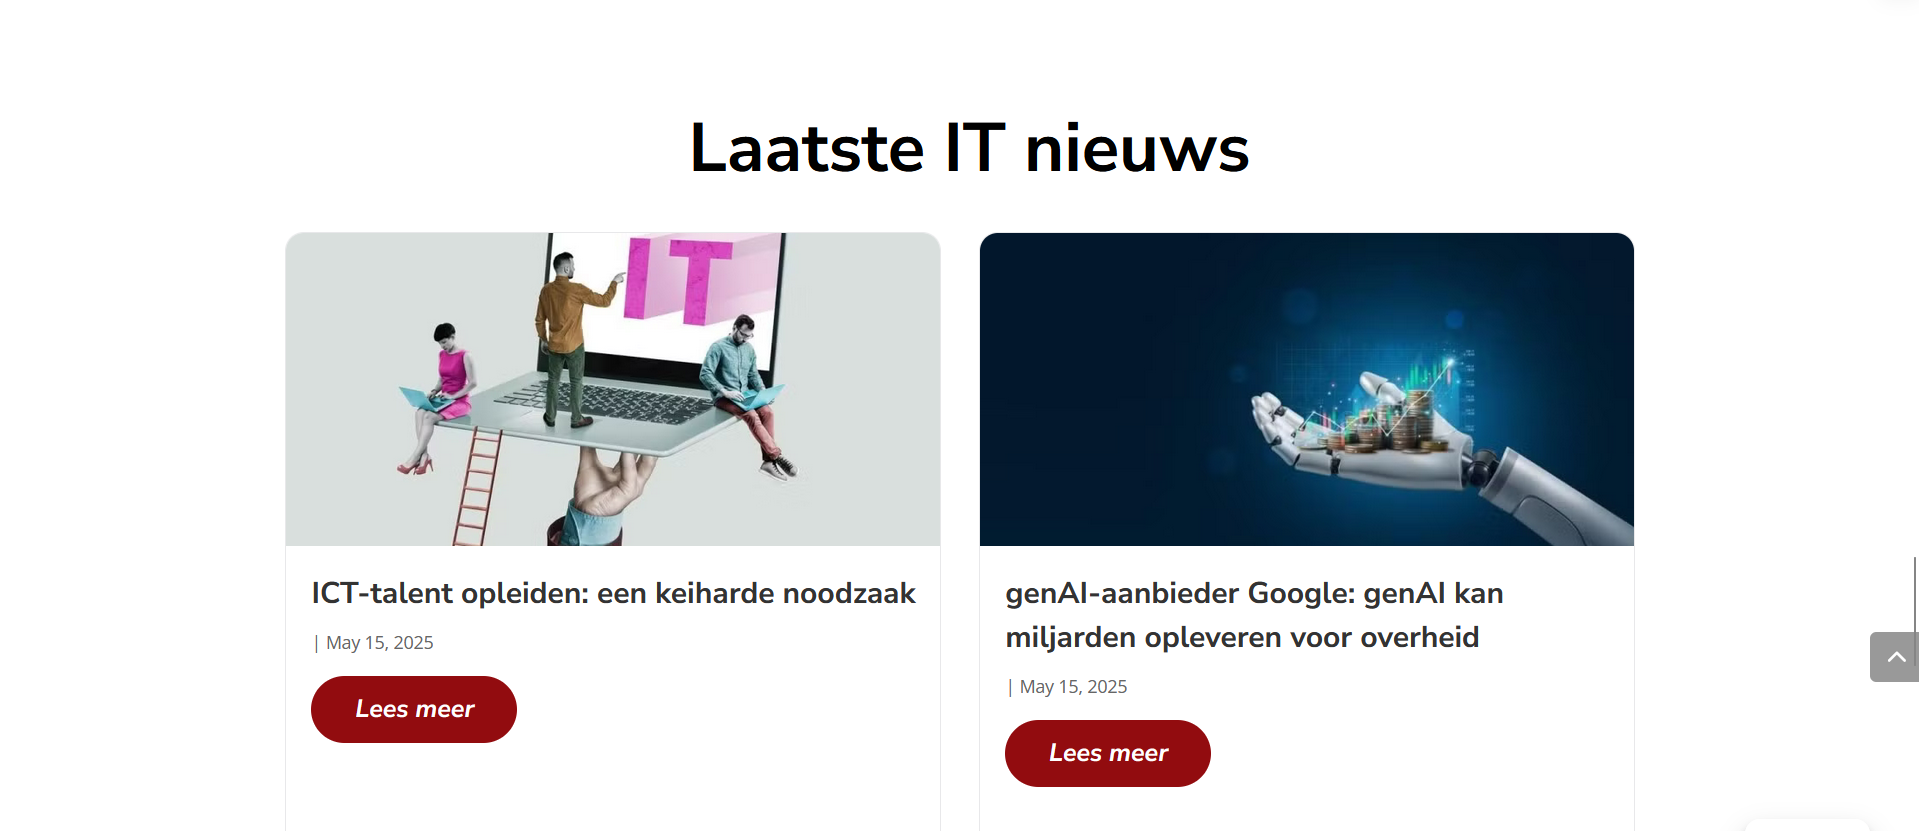 Laatste IT nieuws
IT
ICT-talent opleiden: een keiharde noodzaak
| May 15, 2025
Lees meer
genAI-aanbieder Google: genAI kan
miljarden opleveren voor overheid
| May 15, 2025
Lees meer